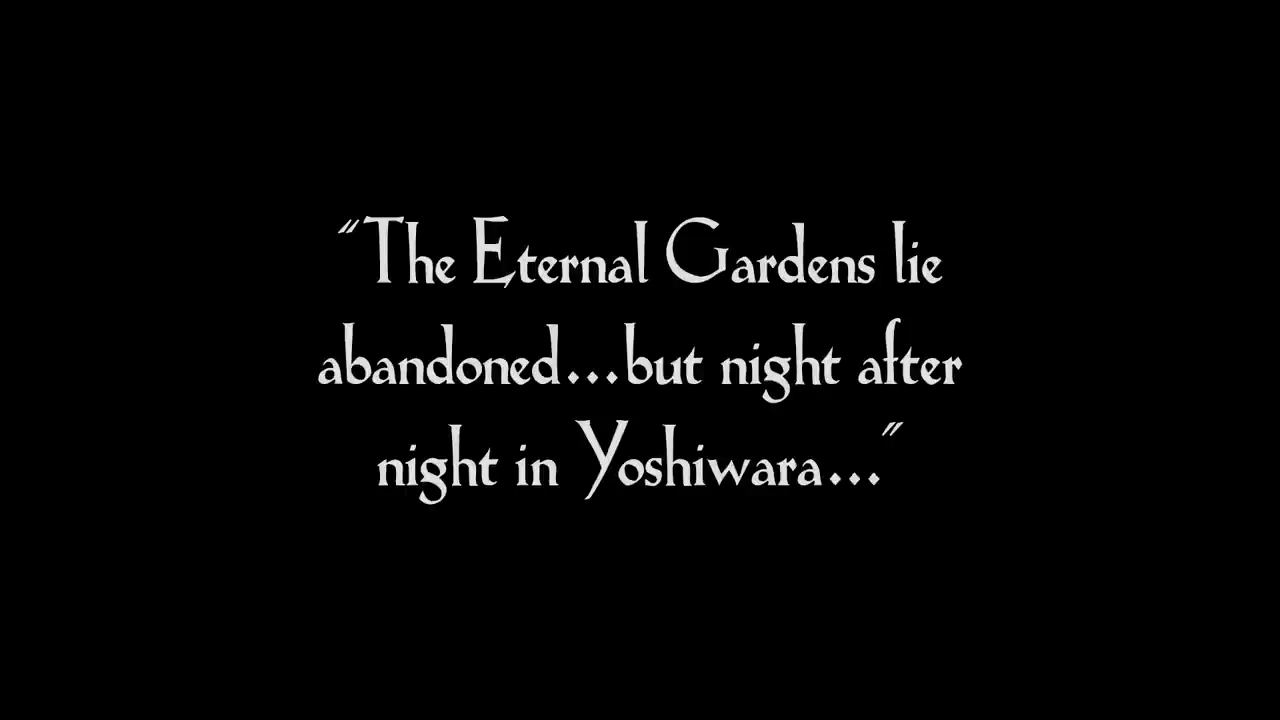 “The Eternal Gardens lie
abandoned...but night after
night in Yoshiwara...”